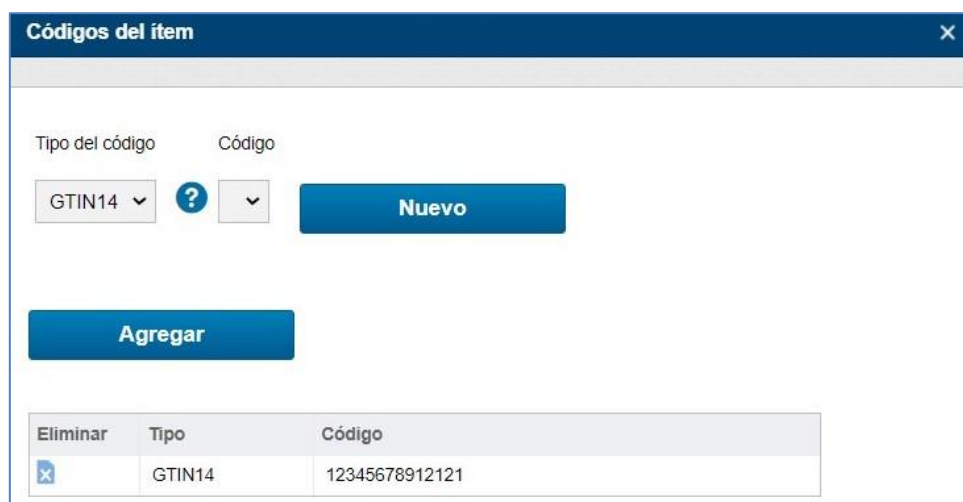 Códigos del ítem
Tipo del código Código
GTIN14 ? Nuevo
Agregar
Eliminar Tipo Código
GTIN14 12345678912121